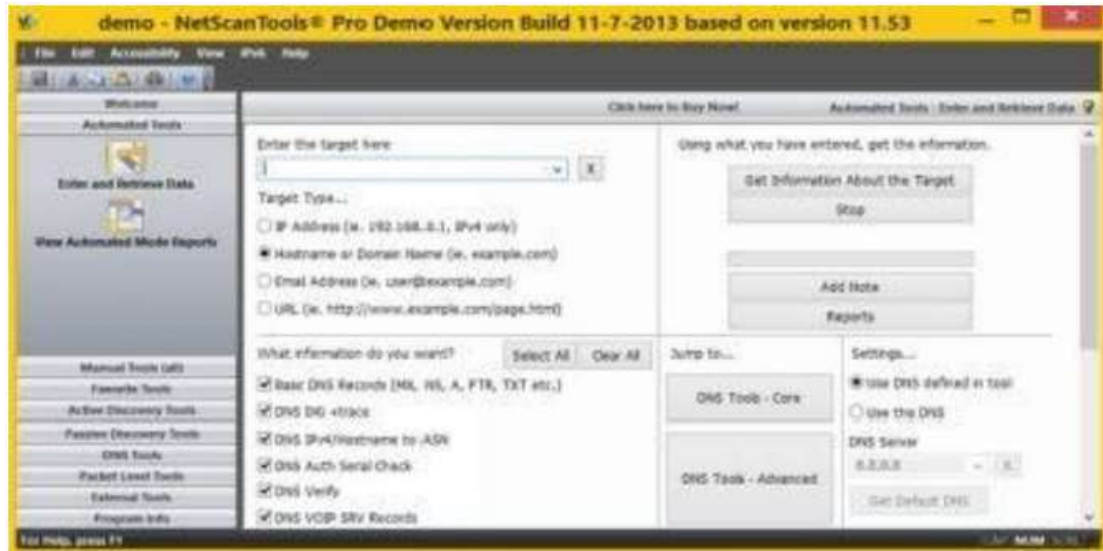 demo - NetScanTools® Pro Demo Version Build 11-7-2013 based on version 11.53
File Edit Accessibility View IPv6 Help
Welcome
Automated Tools
Enter and Retrieve Data
View Automated Mode Reports
Manual Tools (all)
Favorite Tools
Active Discovery Tools
Passive Discovery Tools
DNS Tools
Packet Level Tools
External Tools
Program Info
Click here to Buy Now!
Automated Tools - Enter and Retrieve Data
Enter the target here
X
Target Type...
IP Address (ie. 192.168.0.1, IPv4 only)
Hostname or Domain Name (ie. example.com)
Email Address (ie. user@example.com)
URL (ie. http://www.example.com/page.html)
Using what you have entered, get the information.
Get Information About the Target
Stop
Add Note
Reports
What information do you want?
Select All
Clear All
Basic DNS Records (MX, NS, A, PTR, TXT etc.)
DNS DIG +trace
DNS IPv4/Hostname to ASN
DNS Auth Serial Check
DNS Verify
DNS VOIP SRV Records
Jump to...
DNS Tools - Core
DNS Tools - Advanced
Settings...
Use DNS defined in tool
Use this DNS
DNS Server
Get Default DNS
For Help, press F1
CAP NUM SCRL